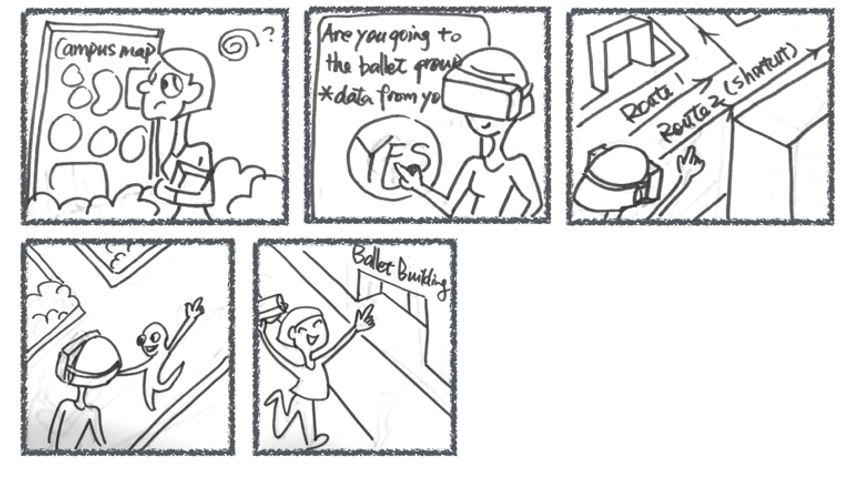 Campus map
?
Are you going to
the ballet group
*data from yo
YES
Route 1
Route 2 (shortcut)
Ballet Building